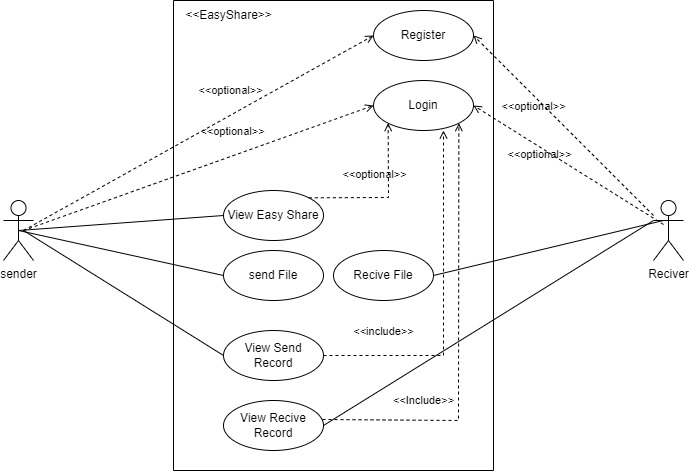 <<EasyShare>>
Register
<<optional>>
Login
<<optional>>
<<optional>>
<<optional>>
<<optional>>
View Easy Share
sender
send File
Recive File
Reciver
<<include>>
View Send
Record
<<Include>>
View Recive
Record